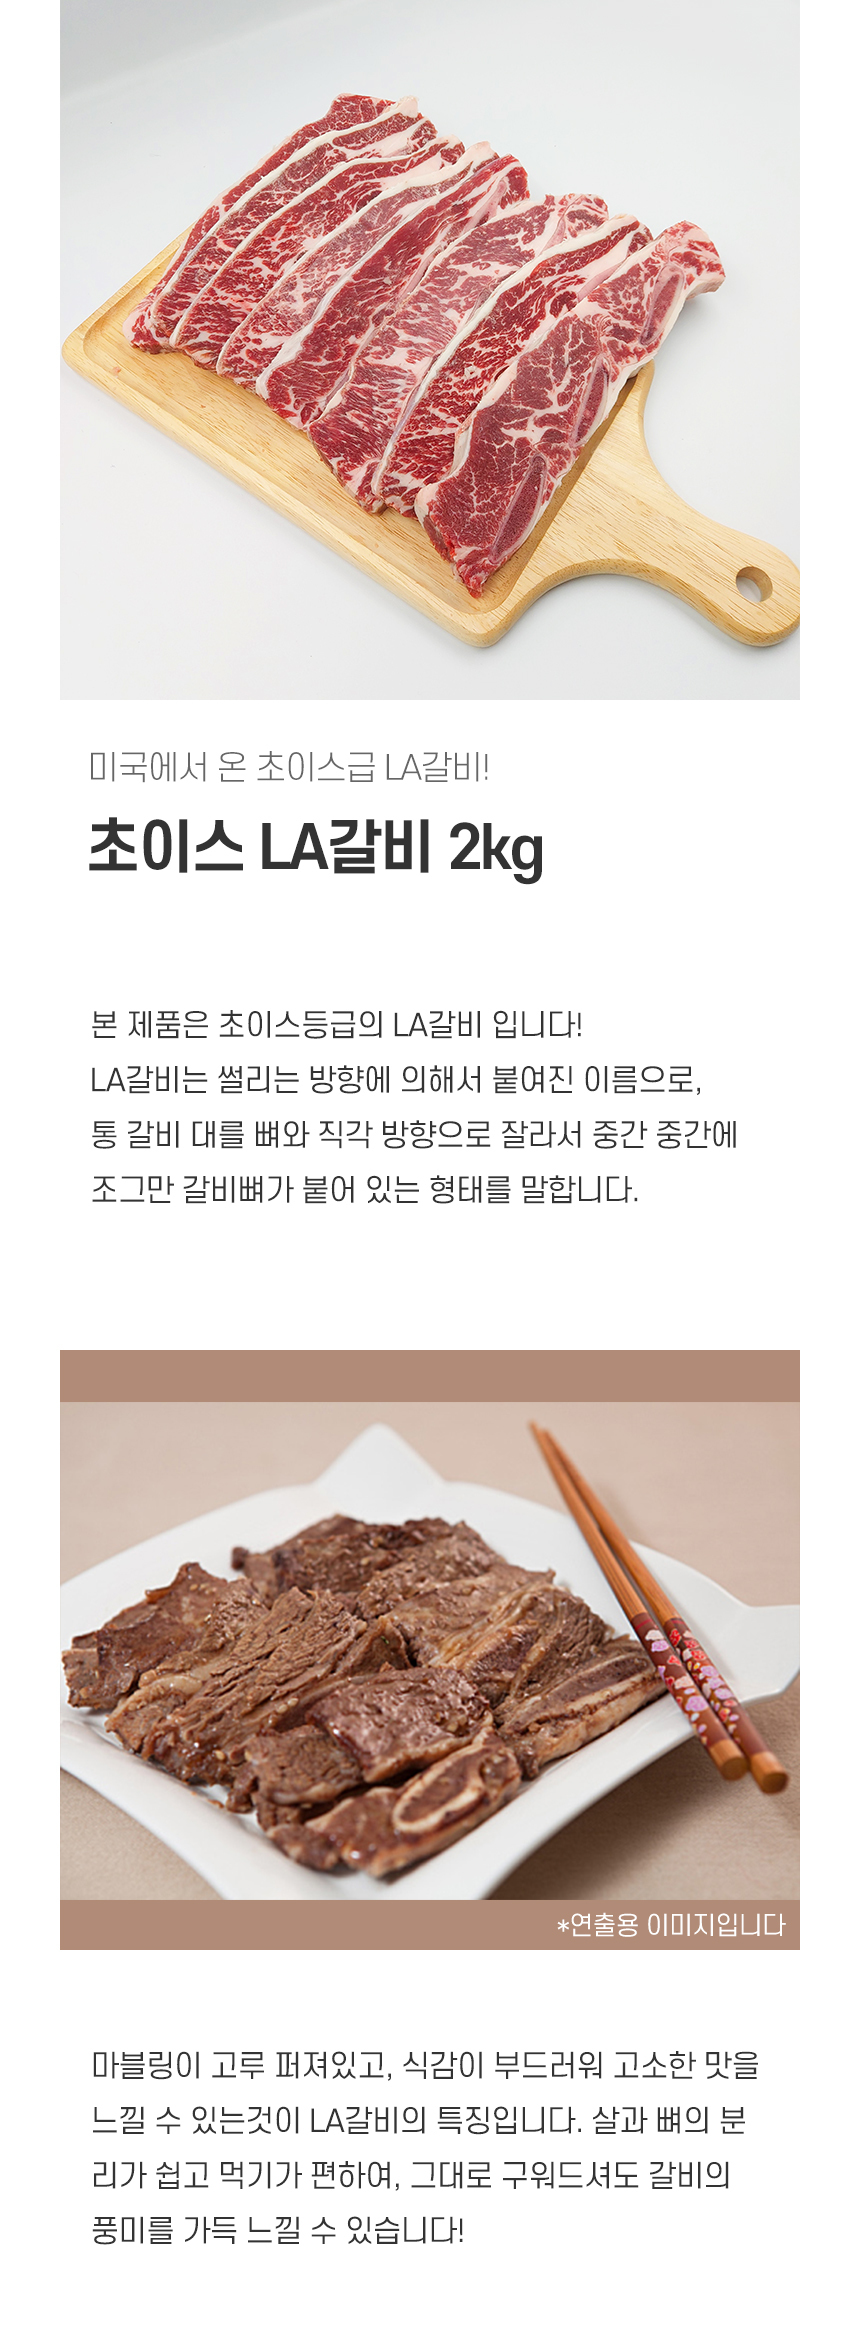 미국에서 온 초이스급 LA갈비!
초이스 LA갈비 2kg
본 제품은 초이스등급의 LA갈비 입니다!
LA갈비는 썰리는 방향에 의해서 붙여진 이름으로,
통 갈비 대를 뼈와 직각 방향으로 잘라서 중간 중간에
조그만 갈비뼈가 붙어 있는 형태를 말합니다.
*연출용 이미지입니다
마블링이 고루 퍼져있고, 식감이 부드러워 고소한 맛을
느낄 수 있는것이 LA갈비의 특징입니다. 살과 뼈의 분
리가 쉽고 먹기가 편하여, 그대로 구워드셔도 갈비의
풍미를 가득 느낄 수 있습니다!